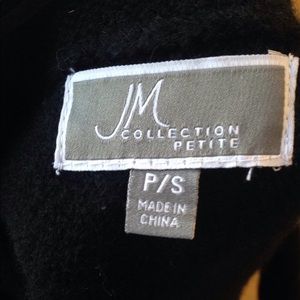 JM
COLLECTION
PETITE
P/S
MADE IN
CHINA